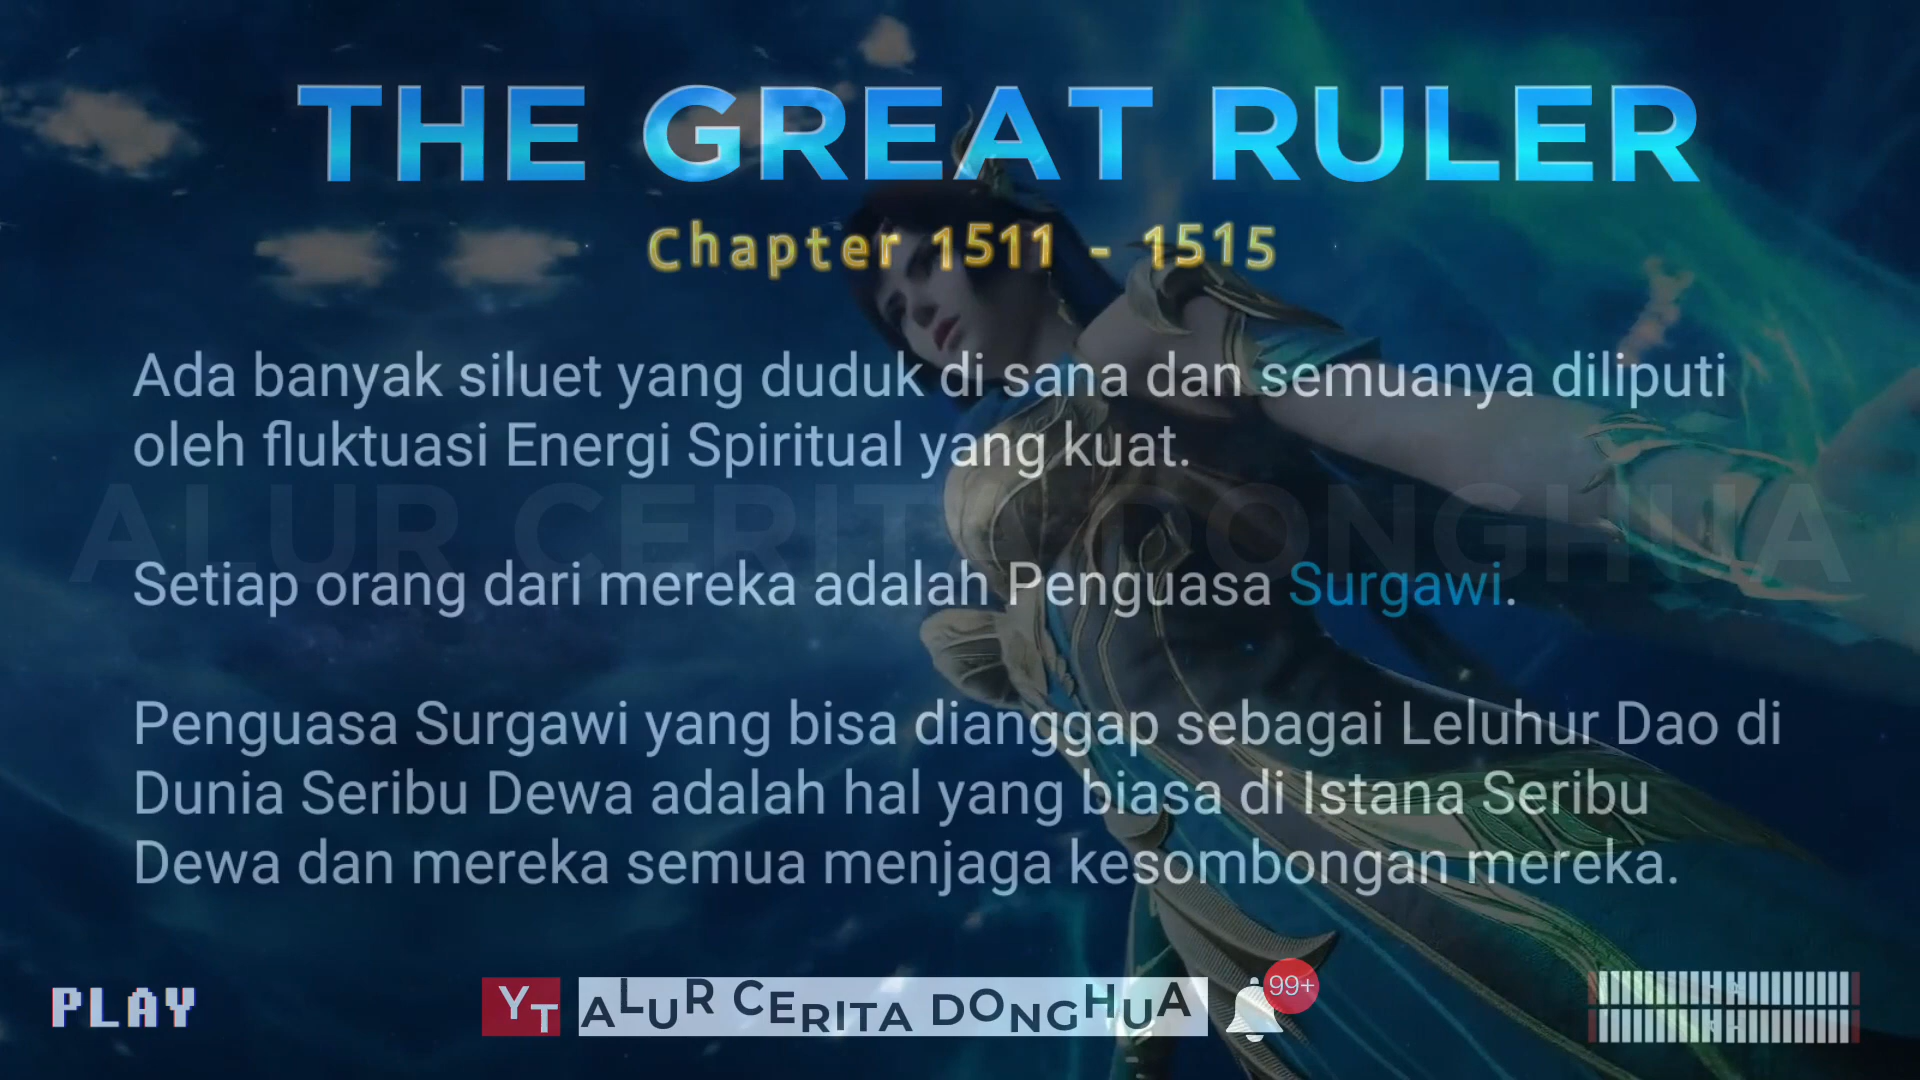 THE GREAT RULER
Chapter 1511 - 1515
Ada banyak siluet yang duduk di sana dan semuanya diliputi
oleh fluktuasi Energi Spiritual yang kuat.
ALUR CERITA DONGHUA
Setiap orang dari mereka adalah Penguasa Surgawi.
Penguasa Surgawi yang bisa dianggap sebagai Leluhur Dao di
Dunia Seribu Dewa adalah hal yang biasa di Istana Seribu
Dewa dan mereka semua menjaga kesombongan mereka.
PLAY
YT ALUR CERITA DONGHUA 99+